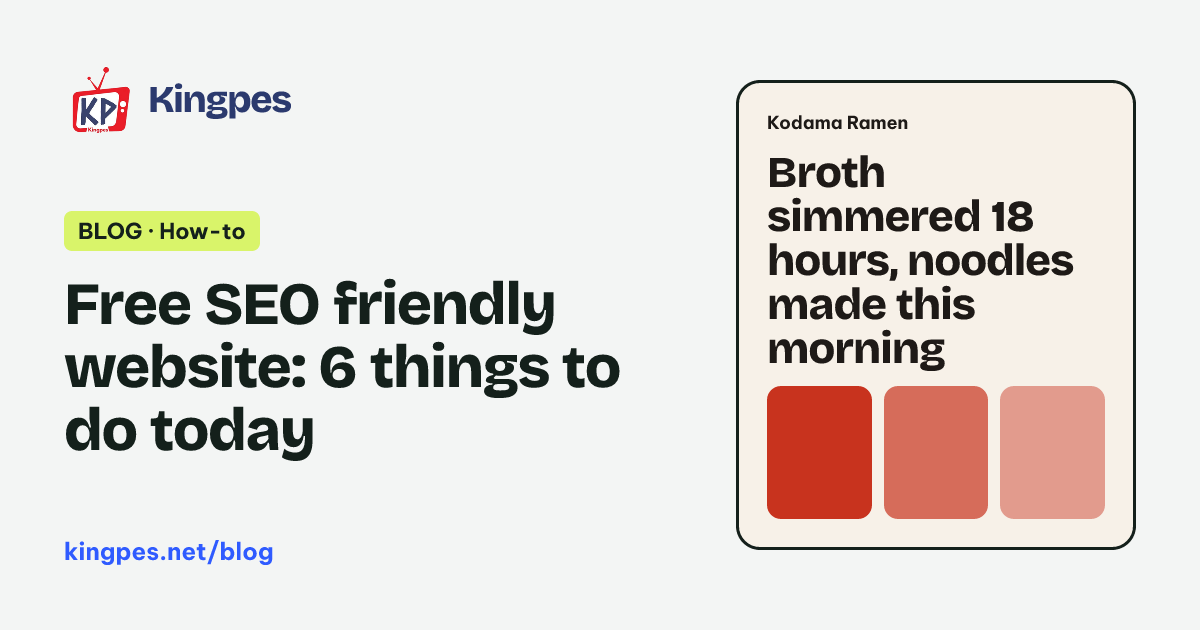 KP
Kingpes
Kingpes
BLOG · How-to
Free SEO friendly
website: 6 things to
do today
kingpes.net/blog
Kodama Ramen
Broth
simmered 18
hours, noodles
made this
morning